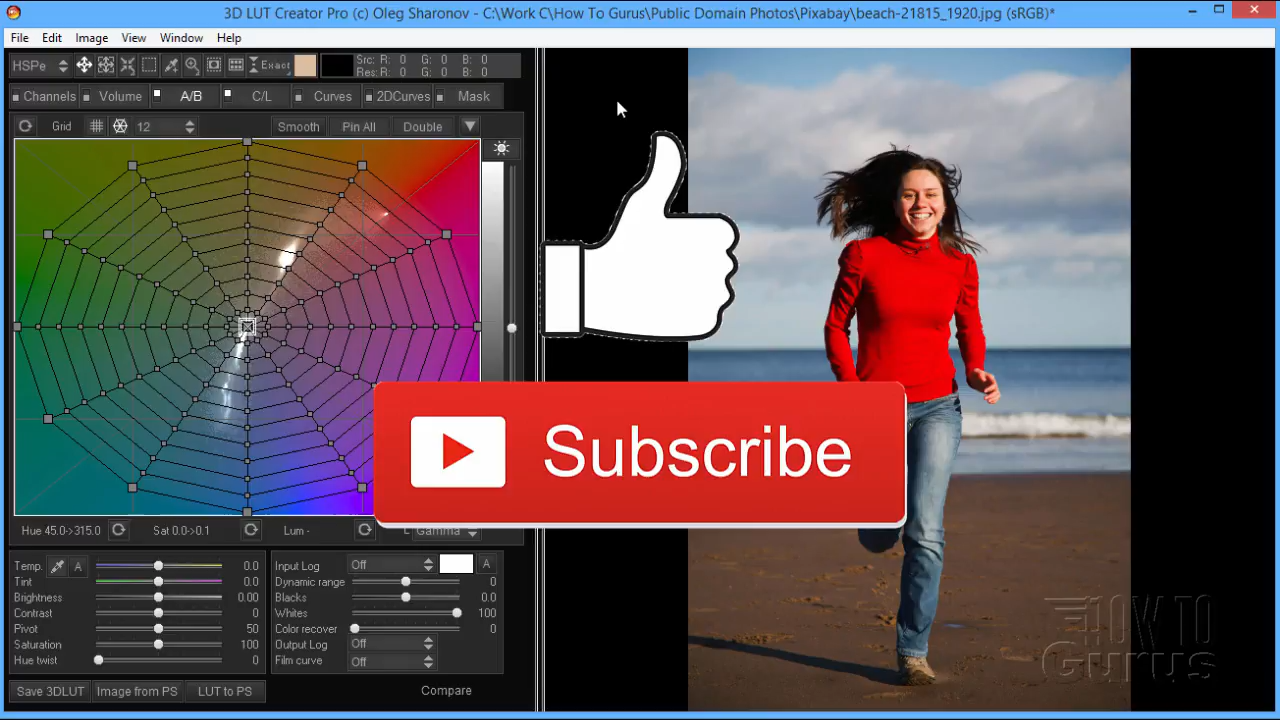 3D LUT Creator Pro (c) Oleg Sharonov - C:\Work C\How To Gurus\Public Domain Photos\Pixabay\beach-21815_1920.jpg (sRGB)*
File Edit Image View Window Help
HSPe Exact Src: R: 0 G: 0 B: 0
Res: R: 0 G: 0 B: 0
Channels Volume A/B C/L Curves 2DCurves Mask
Grid 12 Smooth Pin All Double
Subscribe
Hue 45.0->315.0 Sat 0.0->0.1 Lum - L Gamma
Temp. A 0.0 Input Log Off A
Tint 0.0 Dynamic range 0
Brightness 0.00 Blacks 0.0
Contrast 0 Whites 100
Pivot 50 Color recover 0
Saturation 100 Output Log Off
Hue twist 0 Film curve Off
Save 3DLUT Image from PS LUT to PS Compare
HOW TO
GURUS